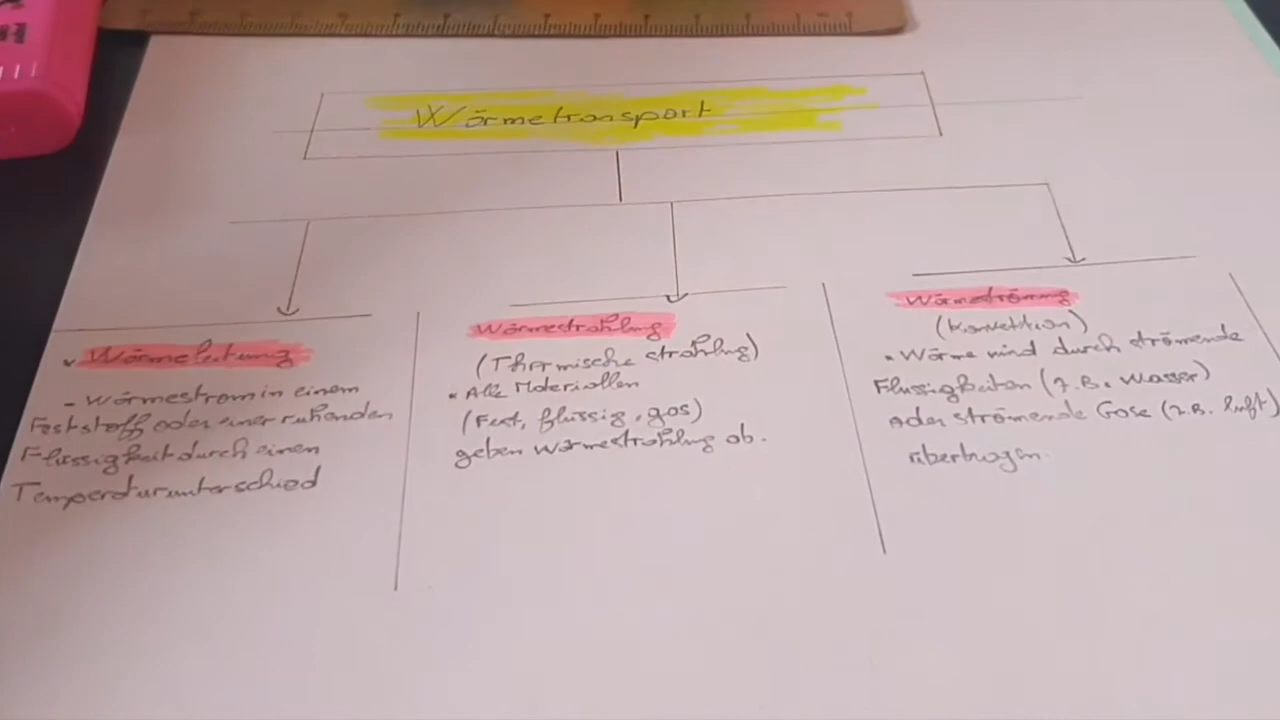 Wärmetransport
Wärmeleitung
- Wärmestrom in einem
Feststoff oder einer ruhenden
Flüssigkeit durch einen
Temperaturunterschied
Wärmestrahlung
(Thermische strahlung)
Alle Materiallen
(Fest, flüssig, gas)
geben Wärmestrahlung ab.
Wärmeströmung
(Konvektion)
Wärme wird durch strömende
Flüssigkeiten (z.B. Wasser)
oder strömende Gase (z.B. luft)
übertragen.